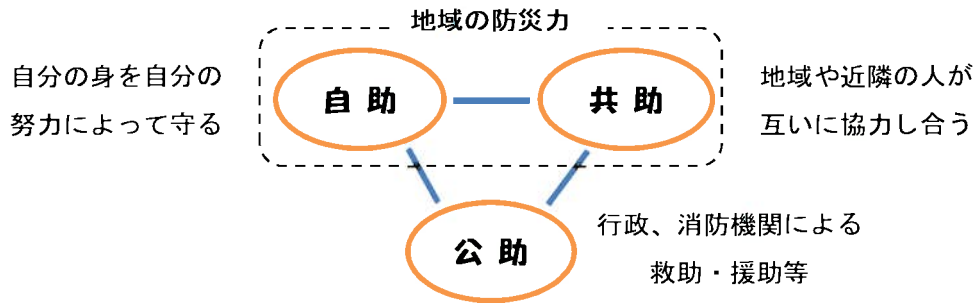 地域の防災力
自分の身を自分の
努力によって守る
自助
共助
地域や近隣の人が
互いに協力し合う
公助
行政、消防機関による
救助・援助等